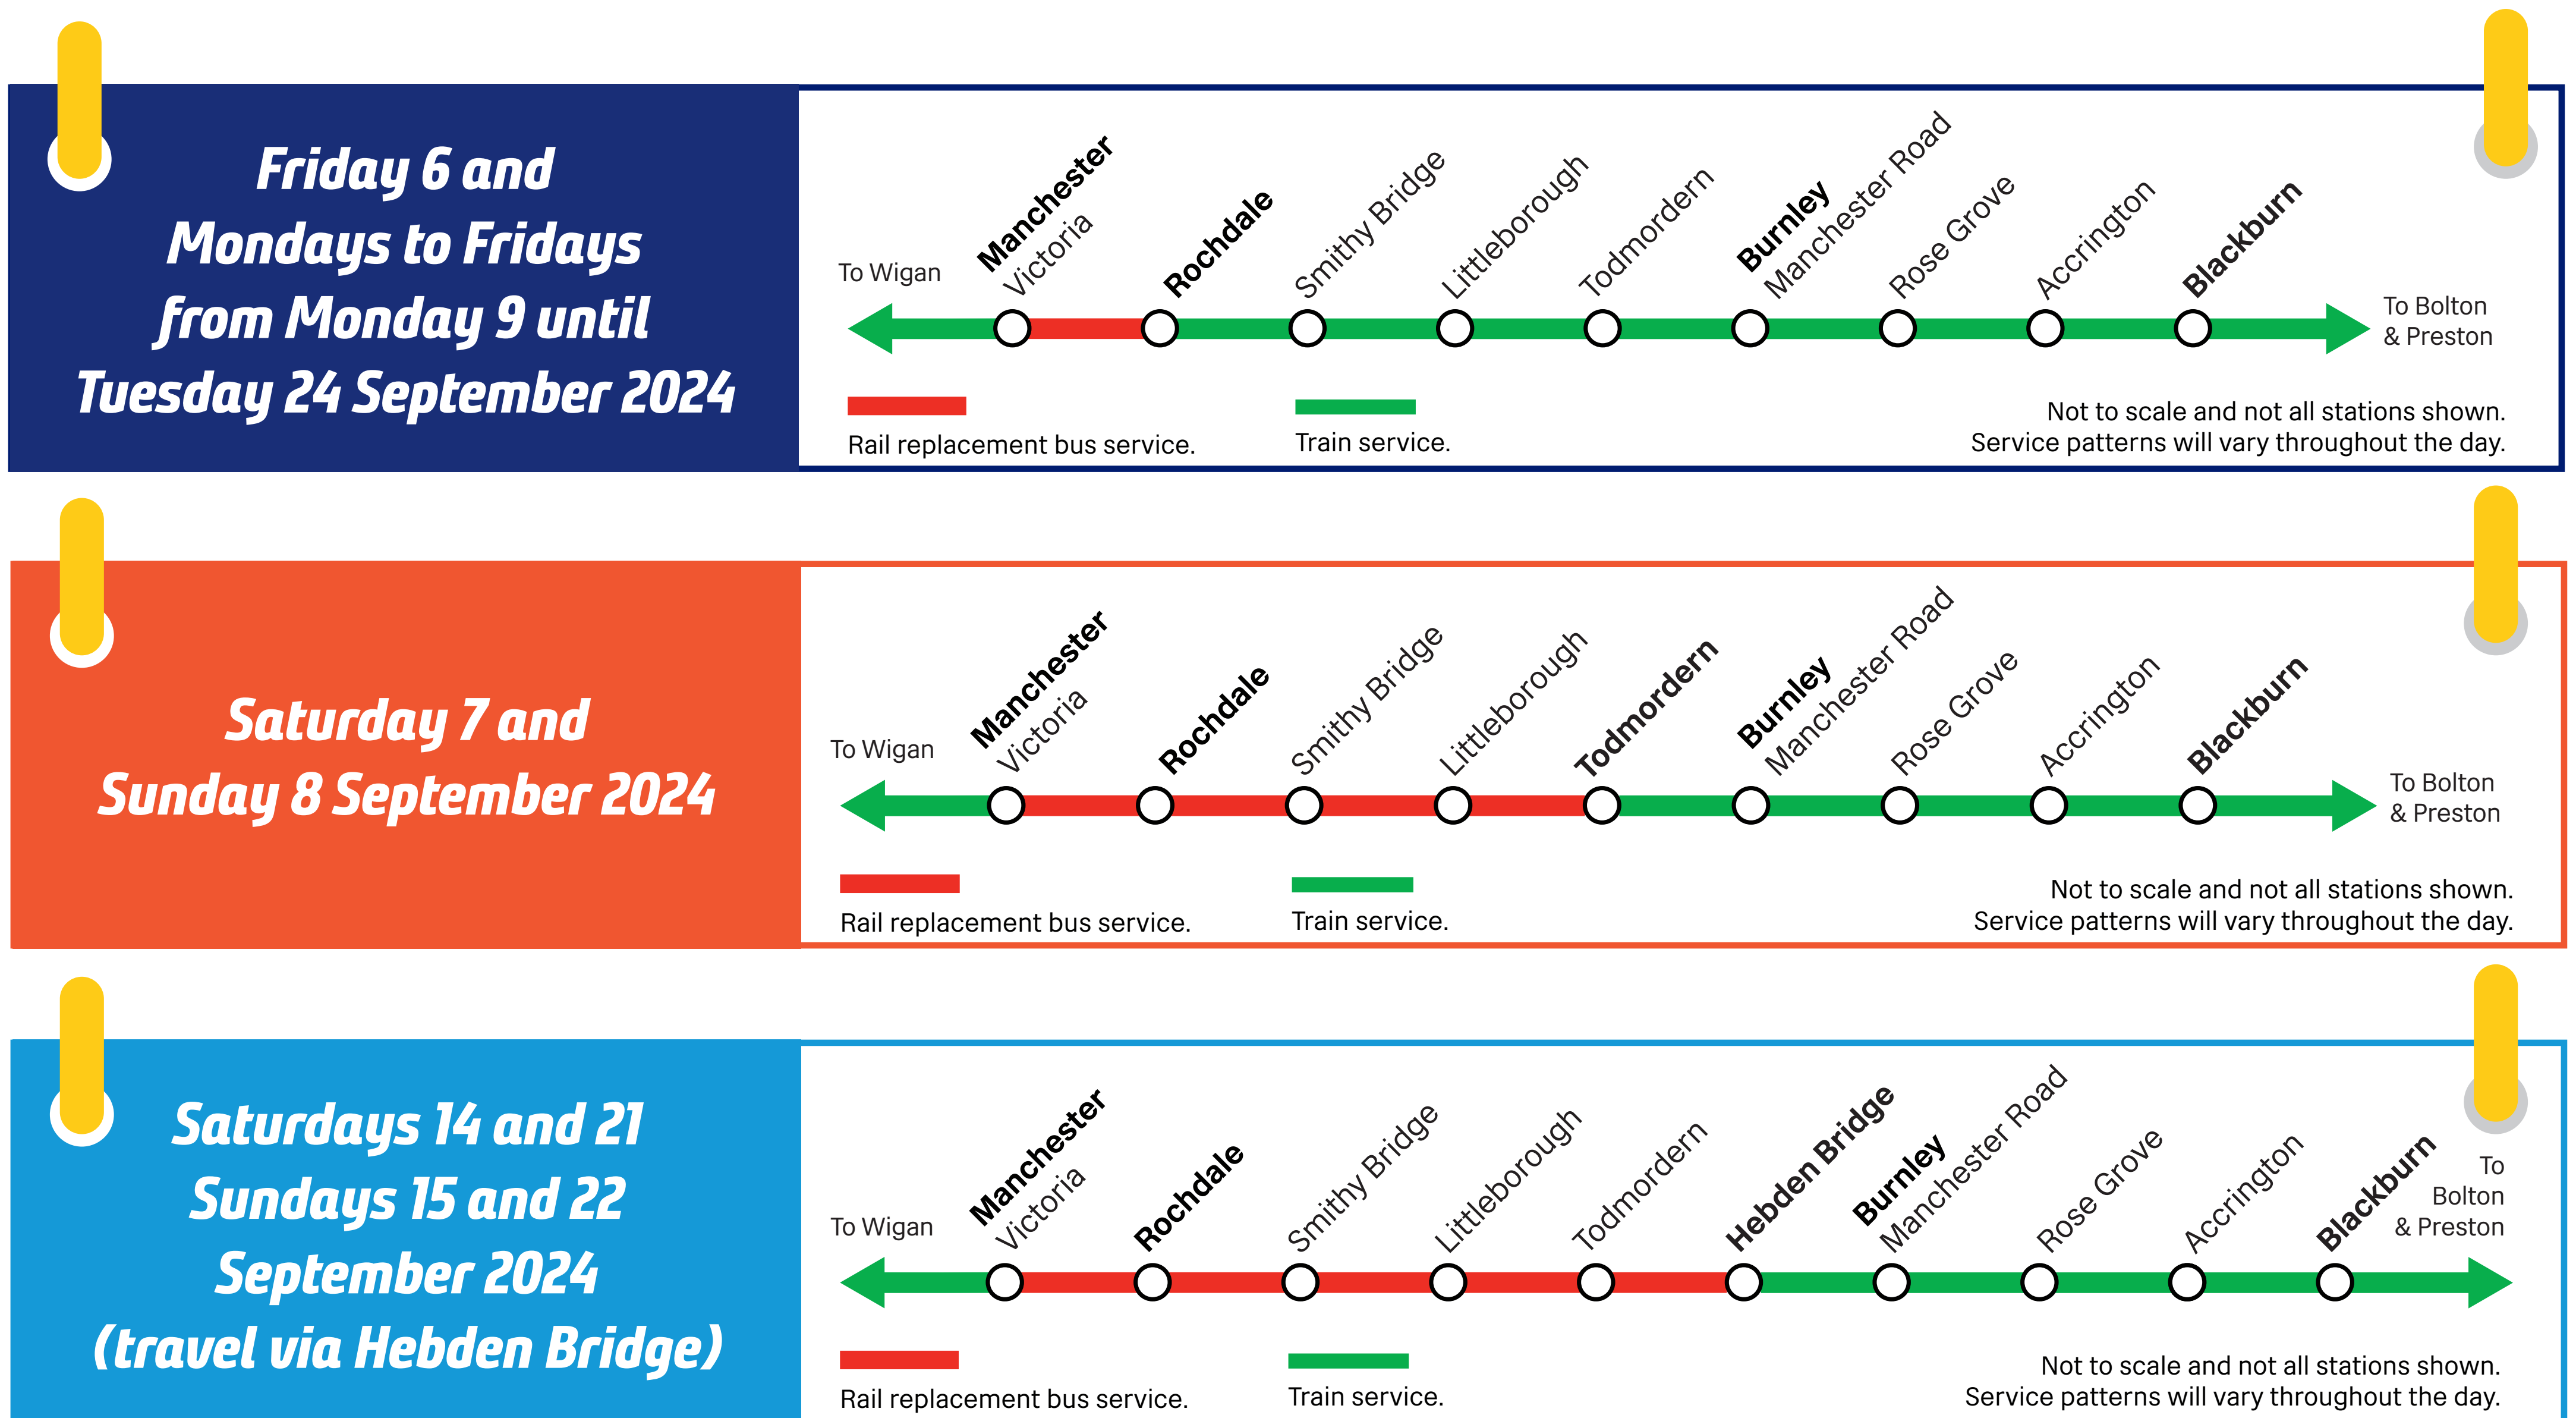 Friday 6 and
Mondays to Fridays
from Monday 9 until
Tuesday 24 September 2024
To Wigan
Manchester
Victoria
Rochdale
Smithy Bridge
Littleborough
Todmordern
Burnley
Manchester Road
Rose Grove
Accrington
Blackburn
To Bolton
& Preston
Rail replacement bus service.
Train service.
Not to scale and not all stations shown.
Service patterns will vary throughout the day.
Saturday 7 and
Sunday 8 September 2024
To Wigan
Manchester
Victoria
Rochdale
Smithy Bridge
Littleborough
Todmordern
Burnley
Manchester Road
Rose Grove
Accrington
Blackburn
To Bolton
& Preston
Rail replacement bus service.
Train service.
Not to scale and not all stations shown.
Service patterns will vary throughout the day.
Saturdays 14 and 21
Sundays 15 and 22
September 2024
(travel via Hebden Bridge)
To Wigan
Manchester
Victoria
Rochdale
Smithy Bridge
Littleborough
Todmordern
Hebden Bridge
Burnley
Manchester Road
Rose Grove
Accrington
Blackburn
To
Bolton
& Preston
Rail replacement bus service.
Train service.
Not to scale and not all stations shown.
Service patterns will vary throughout the day.